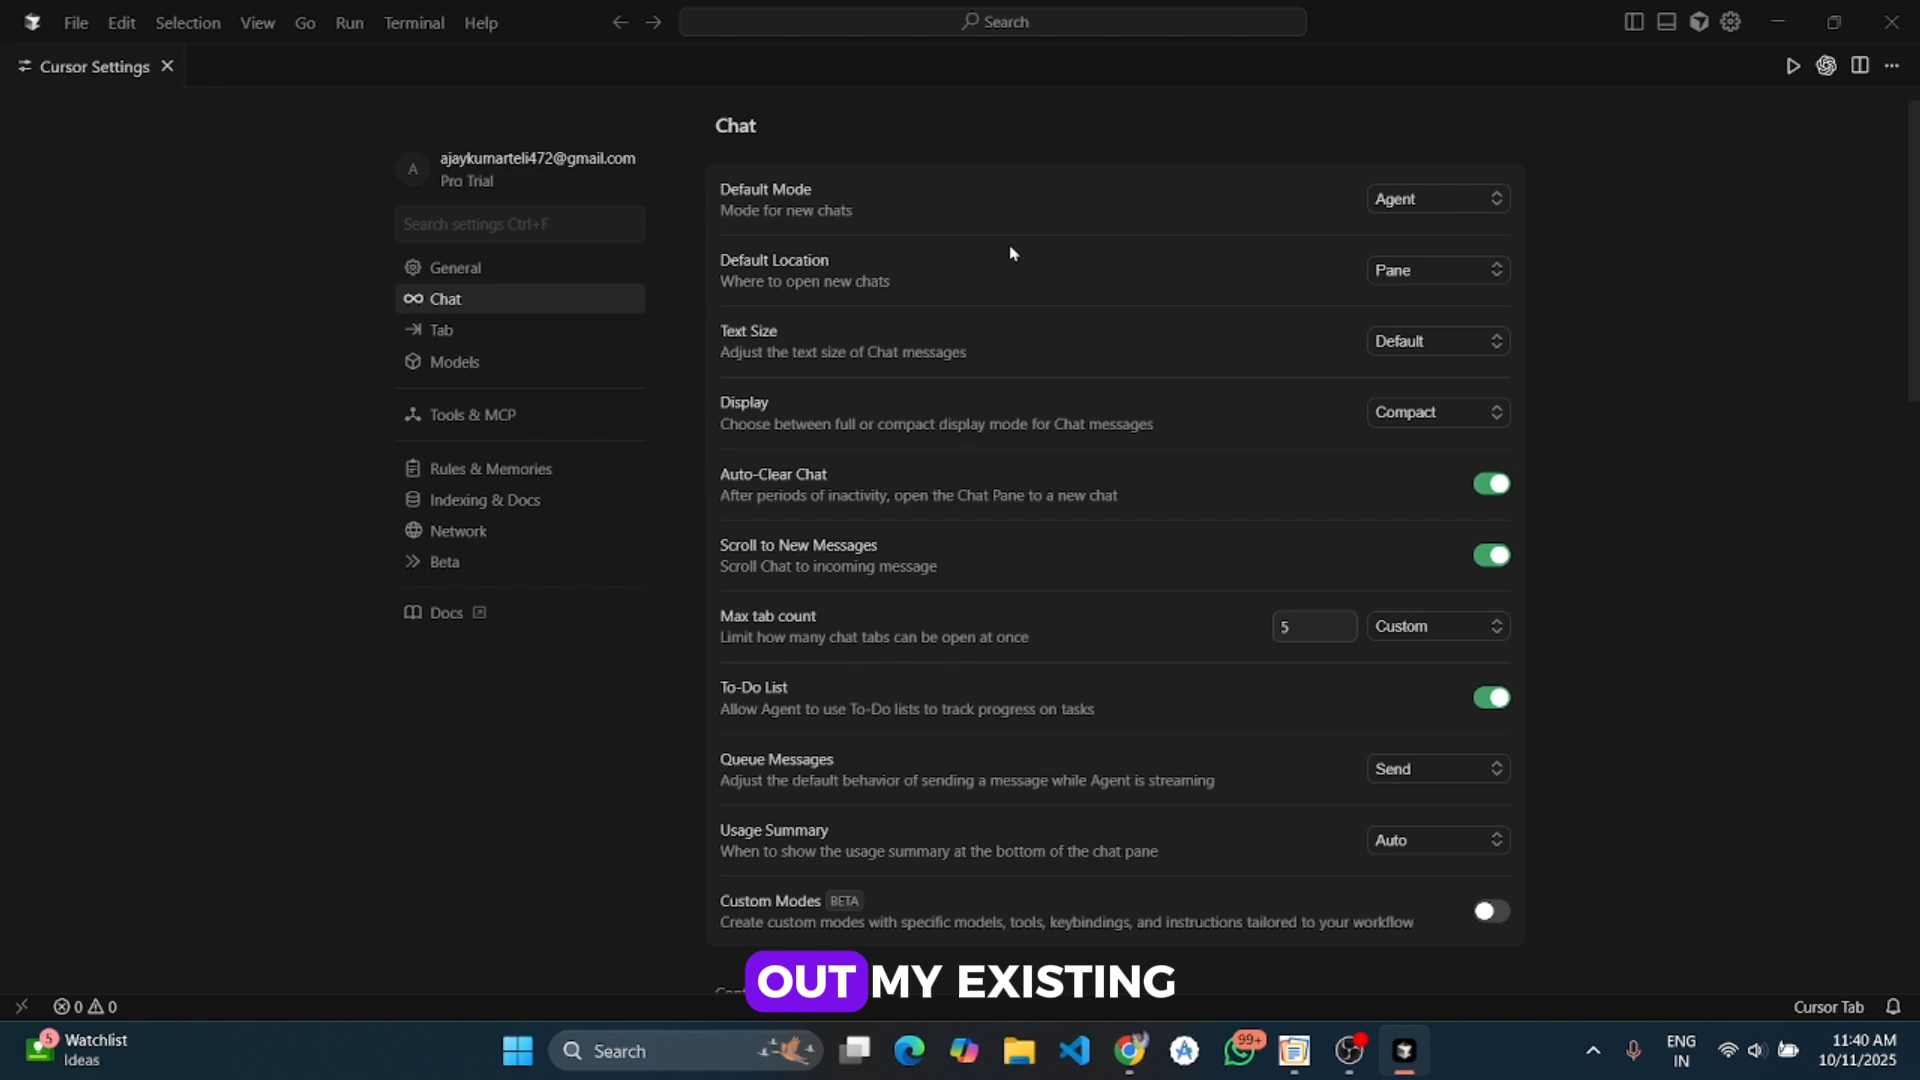 File Edit Selection View Go Run Terminal Help
Search
Cursor Settings
Chat
A
ajaykumarteli472@gmail.com
Pro Trial
Search settings Ctrl+F
General
Chat
Tab
Models
Tools & MCP
Rules & Memories
Indexing & Docs
Network
Beta
Docs
Default Mode
Mode for new chats
Agent
Default Location
Where to open new chats
Pane
Text Size
Adjust the text size of Chat messages
Default
Display
Choose between full or compact display mode for Chat messages
Compact
Auto-Clear Chat
After periods of inactivity, open the Chat Pane to a new chat
Scroll to New Messages
Scroll Chat to incoming message
Max tab count
Limit how many chat tabs can be open at once
5
Custom
To-Do List
Allow Agent to use To-Do lists to track progress on tasks
Queue Messages
Adjust the default behavior of sending a message while Agent is streaming
Send
Usage Summary
When to show the usage summary at the bottom of the chat pane
Auto
Custom Modes BETA
Create custom modes with specific models, tools, keybindings, and instructions tailored to your workflow
OUT MY EXISTING
0 0
Cursor Tab
5
Watchlist
Ideas
Search
99+
ENG
IN
11:40 AM
10/11/2025